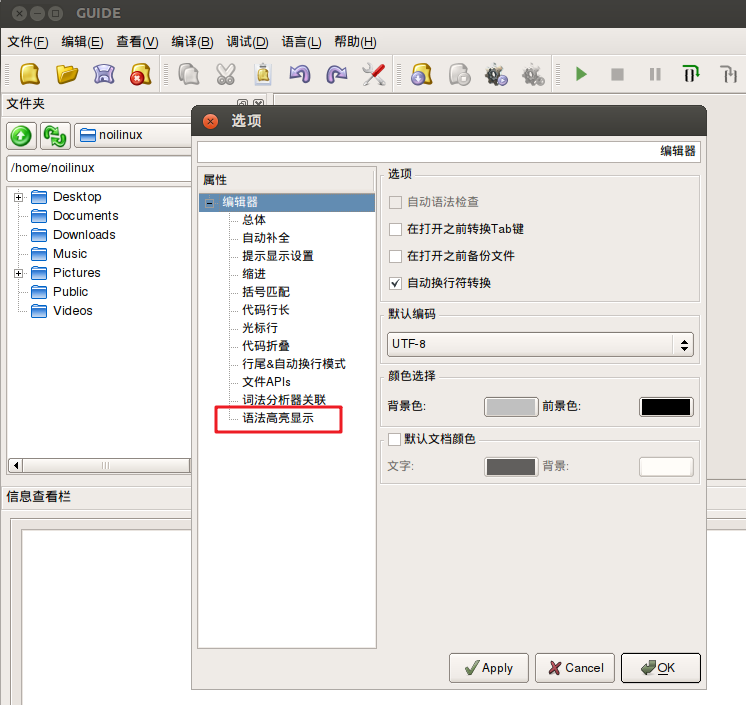 GUIDE
文件(F) 编辑(E) 查看(V) 编译(B) 调试(D) 语言(L) 帮助(H)
文件夹
noilinux
/home/noilinux
Desktop
Documents
Downloads
Music
Pictures
Public
Videos
信息查看栏
选项
编辑器
属性
编辑器
总体
自动补全
提示显示设置
缩进
括号匹配
代码行长
光标行
代码折叠
行尾&自动换行模式
文件APIs
词法分析器关联
语法高亮显示
选项
自动语法检查
在打开之前转换Tab键
在打开之前备份文件
自动换行符转换
默认编码
UTF-8
颜色选择
背景色: 前景色:
默认文档颜色
文字: 背景:
Apply Cancel OK